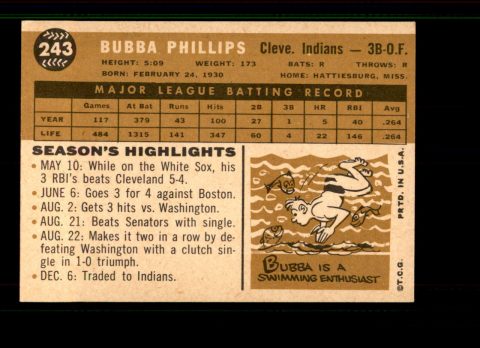 243
BUBBA PHILLIPS Cleve. Indians — 3B-O.F.
HEIGHT: 5:09 WEIGHT: 173 BATS: R THROWS: R
BORN: FEBRUARY 24, 1930 HOME: HATTIESBURG, MISS.
MAJOR LEAGUE BATTING RECORD
Games At Bat Runs Hits 2B 3B HR RBI Avg
YEAR 117 379 43 100 27 1 5 40 .264
LIFE 484 1315 141 347 60 4 22 146 .264
SEASON'S HIGHLIGHTS
• MAY 10: While on the White Sox, his
3 RBI's beats Cleveland 5-4.
• JUNE 6: Goes 3 for 4 against Boston.
• AUG. 2: Gets 3 hits vs. Washington.
• AUG. 21: Beats Senators with single.
• AUG. 22: Makes it two in a row by de-
feating Washington with a clutch sin-
gle in 1-0 triumph.
• DEC. 6: Traded to Indians.
BUBBA IS A
SWIMMING ENTHUSIAST
©T.C.G. PRTD. IN U.S.A.